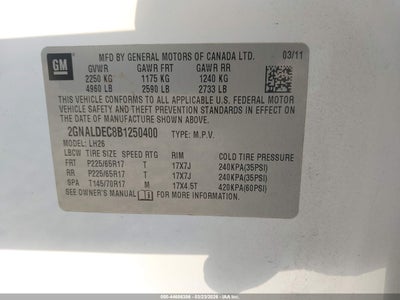 GM
MFD BY GENERAL MOTORS OF CANADA LTD. 03/11
GVWR GAWR FRT GAWR RR
2250 KG 1175 KG 1240 KG
4960 LB 2590 LB 2733 LB
THIS VEHICLE CONFORMS TO ALL APPLICABLE U.S. FEDERAL MOTOR
VEHICLE SAFETY AND THEFT PREVENTION STANDARDS IN EFFECT ON
THE DATE OF MANUFACTURE SHOWN ABOVE.
2GNALDEC8B1250400 TYPE: M.P.V.
MODEL: LH26
LBCW TIRE SIZE SPEED RTG RIM COLD TIRE PRESSURE
FRT P225/65R17 T 17X7J 240KPA(35PSI)
RR P225/65R17 T 17X7J 240KPA(35PSI)
SPA T145/70R17 M 17X4.5T 420KPA(60PSI)
SEE OWNER'S MANUAL FOR MORE INFORMATION